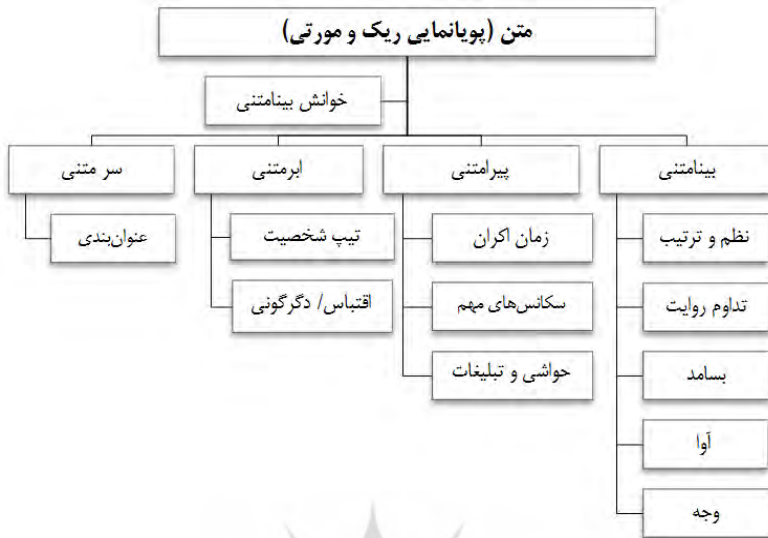 متن (پویانمایی ریک و مورتی)
خوانش بینامتنی
بینامتنی
پیرامتنی
ابرمتنی
سر متنی
نظم و ترتیب
زمان اکران
تیپ شخصیت
عنوان‌بندی
تداوم روایت
سکانس‌های مهم
اقتباس/ دگرگونی
بسامد
حواشی و تبلیغات
آوا
وجه